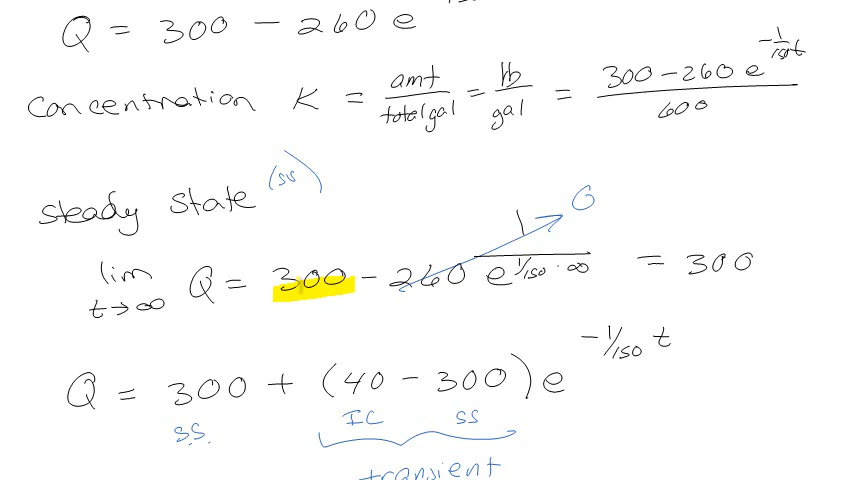 Q = 300 - 260 e
Concentration K = amt / total gal = lb / gal = 300 - 260 e^(-1/150 t) / 600
steady state (ss)
lim t→∞ Q = 300 - 260 1 / e^(1/150 · ∞) = 300
0
Q = 300 + (40 - 300) e^(-1/150 t)
S.S. IC SS
transient